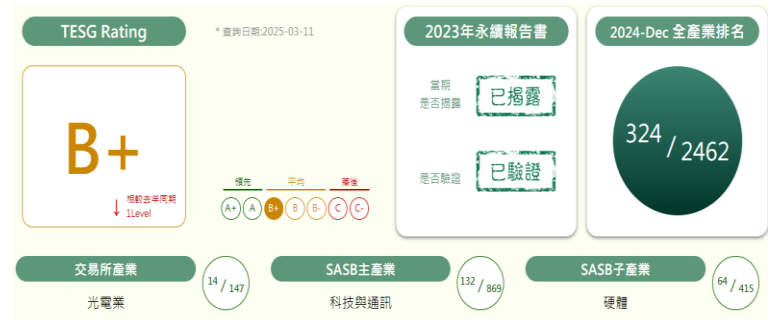 TESG Rating
* 查詢日期:2025-03-11
B+
↓ 相較去年同期
1Level
領先 平均 落後
A+ A B+ B B- C C-
2023年永續報告書
當期
是否揭露
已揭露
是否驗證
已驗證
2024-Dec 全產業排名
324 / 2462
交易所產業
光電業
14 / 147
SASB主產業
科技與通訊
132 / 869
SASB子產業
硬體
64 / 415